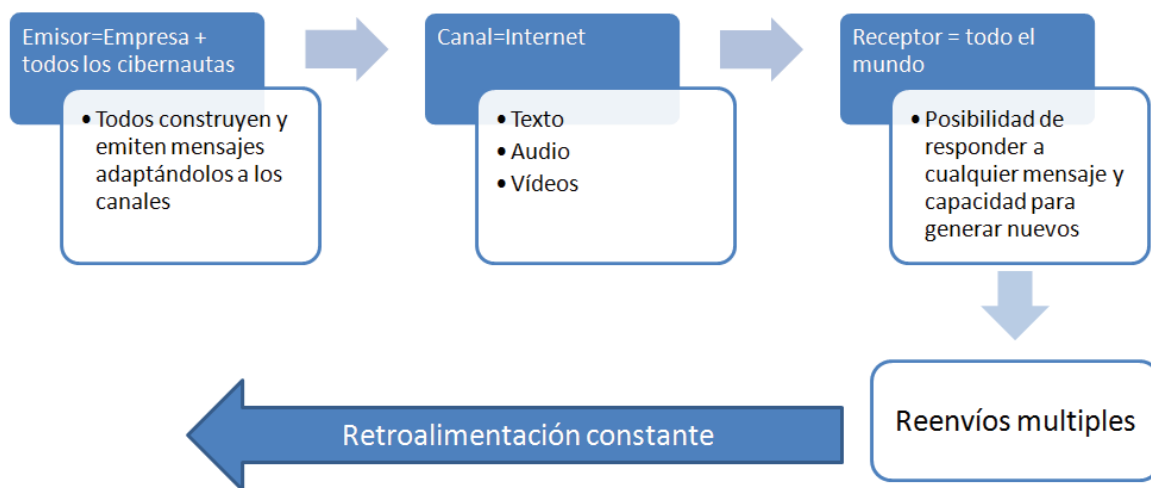 Emisor=Empresa +
todos los cibernautas
• Todos construyen y
emiten mensajes
adaptándolos a los
canales
Canal=Internet
• Texto
• Audio
• Vídeos
Receptor = todo el
mundo
• Posibilidad de
responder a
cualquier mensaje y
capacidad para
generar nuevos
Reenvíos multiples
Retroalimentación constante